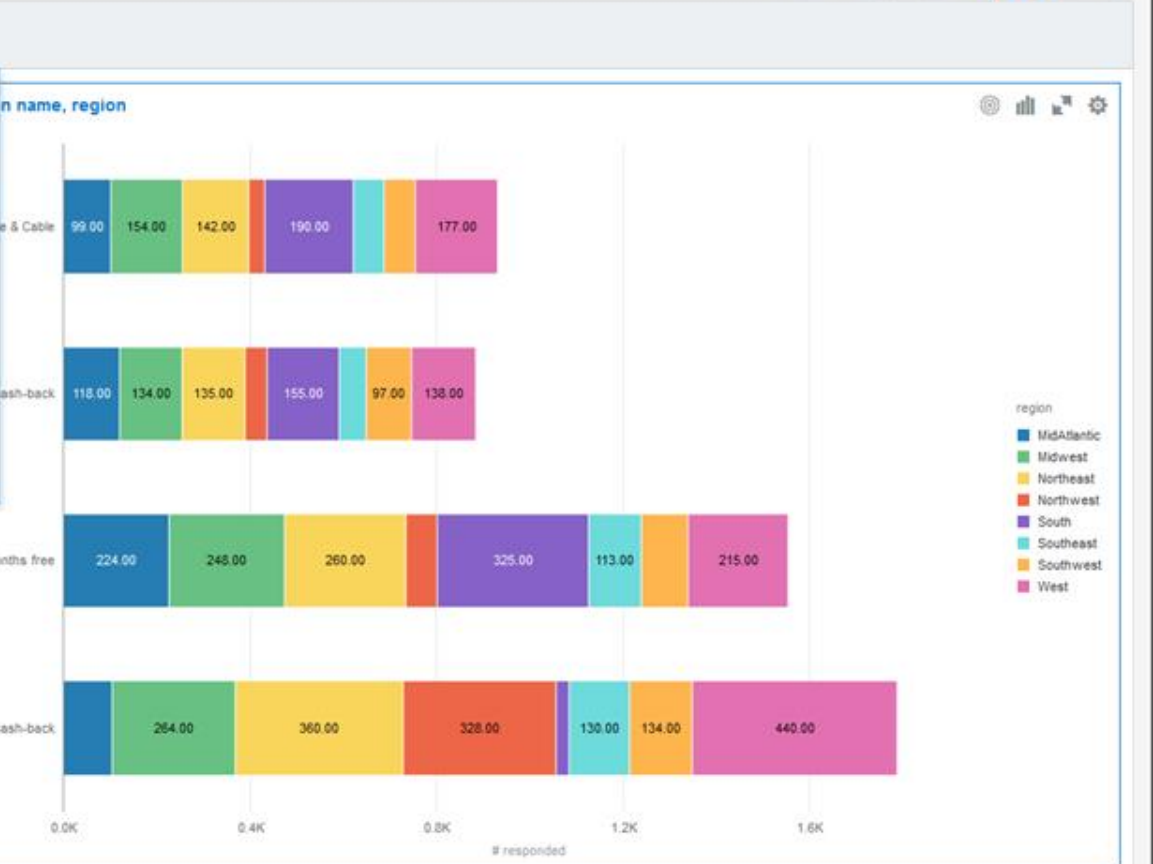 n name, region
e & Cable
99.00 154.00 142.00 190.00 177.00
ash-back
118.00 134.00 135.00 155.00 97.00 138.00
nths free
224.00 248.00 260.00 325.00 113.00 215.00
ash-back
264.00 360.00 328.00 130.00 134.00 440.00
0.0K 0.4K 0.8K 1.2K 1.6K
# responded
region
MidAtlantic
Midwest
Northeast
Northwest
South
Southeast
Southwest
West